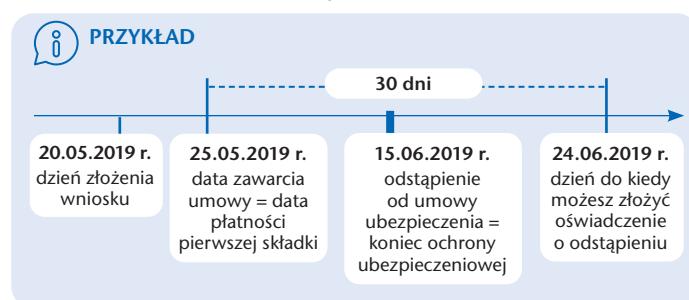 PRZYKŁAD
30 dni
20.05.2019 r.
dzień złożenia
wniosku
25.05.2019 r.
data zawarcia
umowy = data
płatności
pierwszej składki
15.06.2019 r.
odstąpienie
od umowy
ubezpieczenia =
koniec ochrony
ubezpieczeniowej
24.06.2019 r.
dzień do kiedy
możesz złożyć
oświadczenie
o odstąpieniu